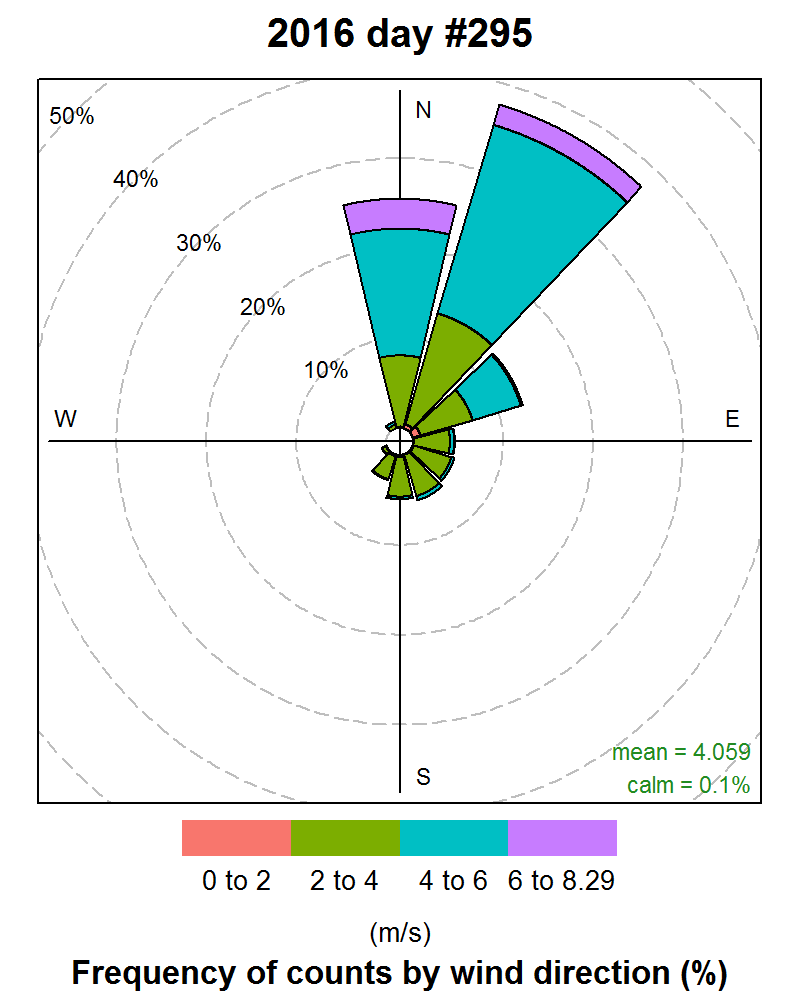 2016 day #295
50%
N
40%
30%
20%
10%
W
E
mean = 4.059
S
calm = 0.1%
0 to 2 2 to 4 4 to 6 6 to 8.29
(m/s)
Frequency of counts by wind direction (%)